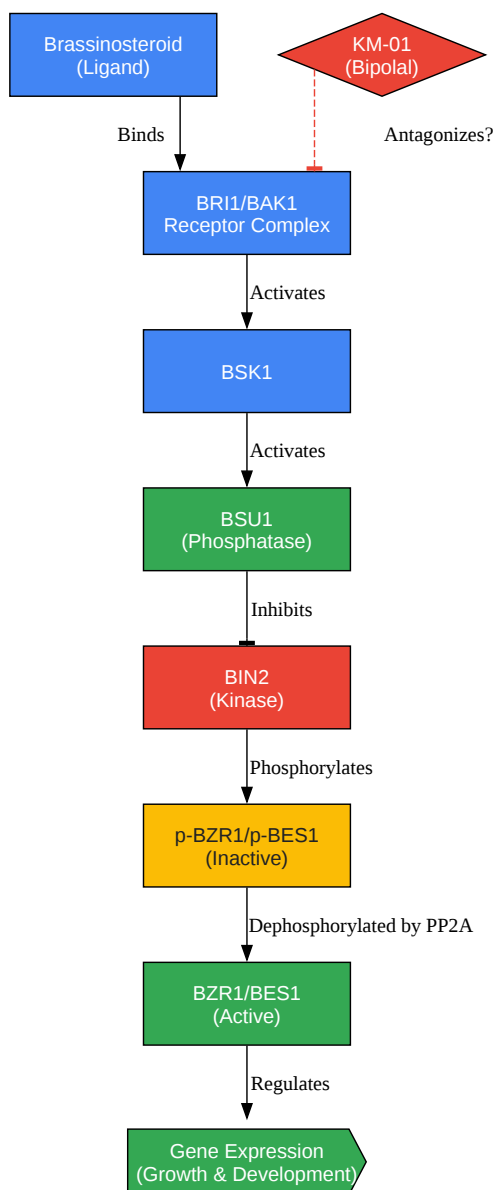 Brassinosteroid
(Ligand)
KM-01
(Bipolal)
Binds
Antagonizes?
BRI1/BAK1
Receptor Complex
Activates
BSK1
Activates
BSU1
(Phosphatase)
Inhibits
BIN2
(Kinase)
Phosphorylates
p-BZR1/p-BES1
(Inactive)
Dephosphorylated by PP2A
BZR1/BES1
(Active)
Regulates
Gene Expression
(Growth & Development)